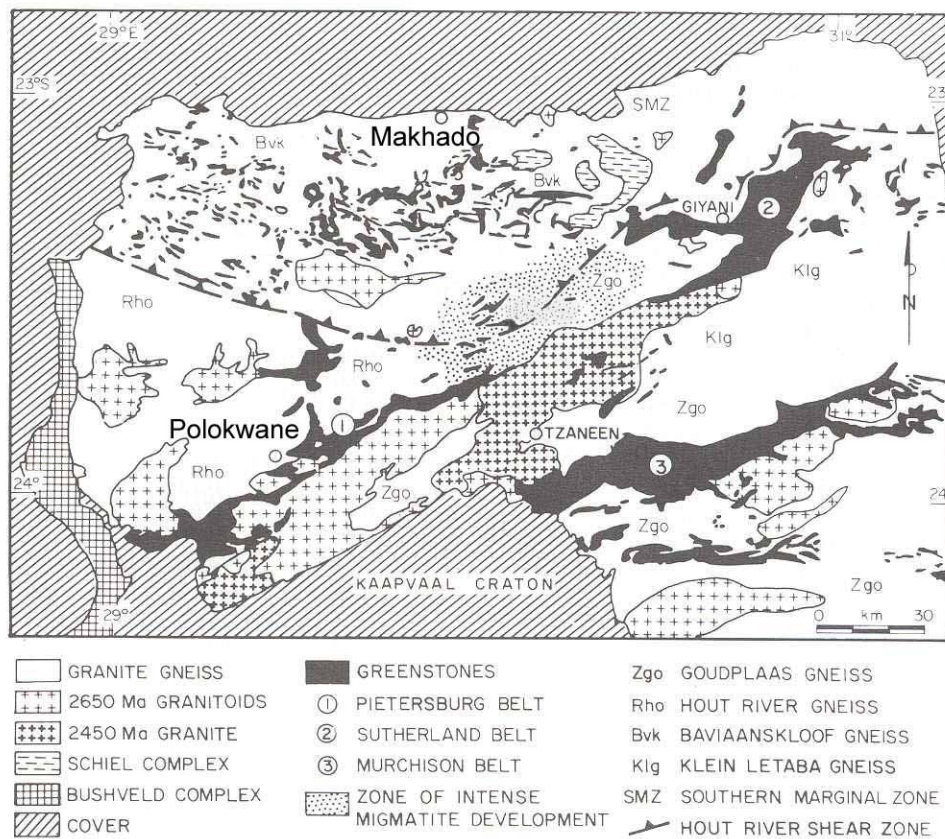 29°E
31°
23°S
23°
SMZ
Makhado
Bvk
Bvk
GIYANI
2
Zgo
Klg
N
Rho
Rho
Klg
Zgo
Polokwane
1
TZANEEN
Rho
3
24°
Zgo
24°
Zgo
KAAPVAAL CRATON
Zgo
29°
0 km 30
GRANITE GNEISS
2650 Ma GRANITOIDS
2450 Ma GRANITE
SCHIEL COMPLEX
BUSHVELD COMPLEX
COVER
GREENSTONES
1 PIETERSBURG BELT
2 SUTHERLAND BELT
3 MURCHISON BELT
ZONE OF INTENSE
MIGMATITE DEVELOPMENT
Zgo GOUDPLAAS GNEISS
Rho HOUT RIVER GNEISS
Bvk BAVIAANSKLOOF GNEISS
Klg KLEIN LETABA GNEISS
SMZ SOUTHERN MARGINAL ZONE
HOUT RIVER SHEAR ZONE